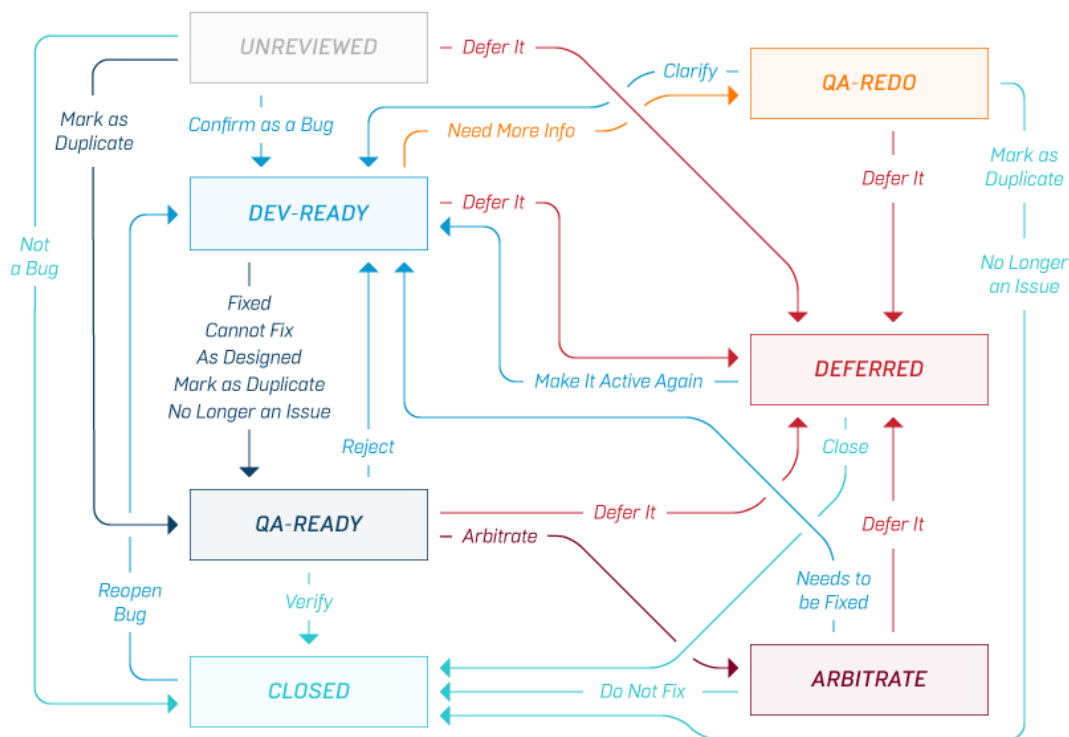 UNREVIEWED
Defer It
Clarify
QA-REDO
Mark as
Duplicate
Confirm as a Bug
Need More Info
Mark as
Duplicate
Defer It
DEV-READY
Defer It
Not
a Bug
No Longer
an Issue
Fixed
Cannot Fix
As Designed
Mark as Duplicate
No Longer an Issue
DEFERRED
Make It Active Again
Reject
Close
QA-READY
Defer It
Defer It
Arbitrate
Reopen
Bug
Verify
Needs to
be Fixed
CLOSED
Do Not Fix
ARBITRATE